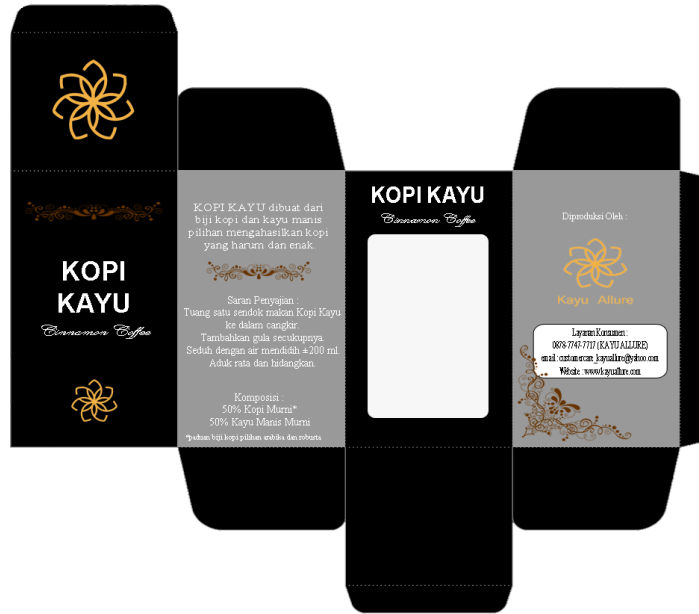 KOPI
KAYU
Cinnamon Coffee
KOPI KAYU dibuat dari
biji kopi dan kayu manis
pilihan mengahasilkan kopi
yang harum dan enak.
Saran Penyajian :
Tuang satu sendok makan Kopi Kayu
ke dalam cangkir.
Tambahkan gula secukupnya.
Seduh dengan air mendidih ±200 ml
Aduk rata dan hidangkan.
Komposisi :
50% Kopi Murni*
50% Kayu Manis Murni
*paduan biji kopi pilihan arabika dan robusta
KOPI KAYU
Cinnamon Coffee
Diproduksi Oleh :
Kayu Allure
Layanan Konsumen :
0878-7747-7717 (KAYU ALLURE)
email : customercare_kayuallure@yahoo.com
Website : www.kayuallure.com